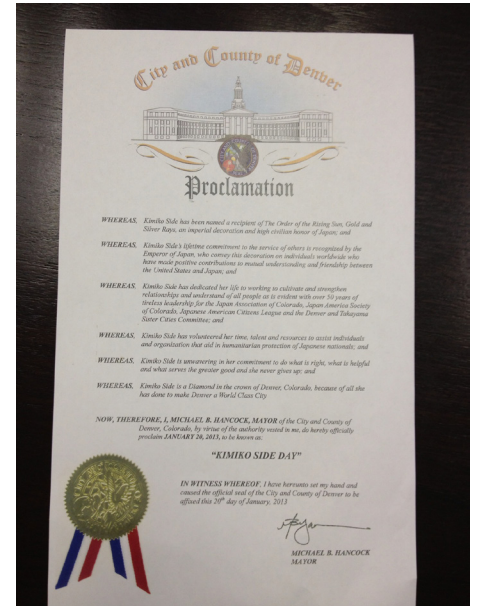 City and County of Denver
Proclamation
WHEREAS, Kimiko Side has been named a recipient of The Order of the Rising Sun, Gold and
Silver Rays, an imperial decoration and high civilian honor of Japan; and
WHEREAS, Kimiko Side's lifetime commitment to the service of others is recognized by the
Emperor of Japan, who convey this decoration on individuals worldwide who
have made positive contributions to mutual understanding and friendship between
the United States and Japan; and
WHEREAS, Kimiko Side has dedicated her life to working to cultivate and strengthen
relationships and understand of all people as is evident with over 30 years of
tireless leadership for the Japan Association of Colorado, Japan America Society
of Colorado, Japanese American Citizens League and the Denver and Takayama
Sister Cities Committee; and
WHEREAS, Kimiko Side has volunteered her time, talent and resources to assist individuals
and organization that aid in humanitarian protection of Japanese nationals; and
WHEREAS, Kimiko Side is unwavering in her commitment to do what is right, what is helpful
and what serves the greater good and she never gives up; and
WHEREAS, Kimiko Side is a Diamond in the crown of Denver, Colorado, because of all she
has done to make Denver a World Class City
NOW, THEREFORE, I, MICHAEL B. HANCOCK, MAYOR of the City and County of
Denver, Colorado, by virtue of the authority vested in me, do hereby officially
proclaim JANUARY 20, 2013, to be known as:
"KIMIKO SIDE DAY"
IN WITNESS WHEREOF, I have hereunto set my hand and
caused the official seal of the City and County of Denver to be
affixed this 20th day of January, 2013
MICHAEL B. HANCOCK
MAYOR